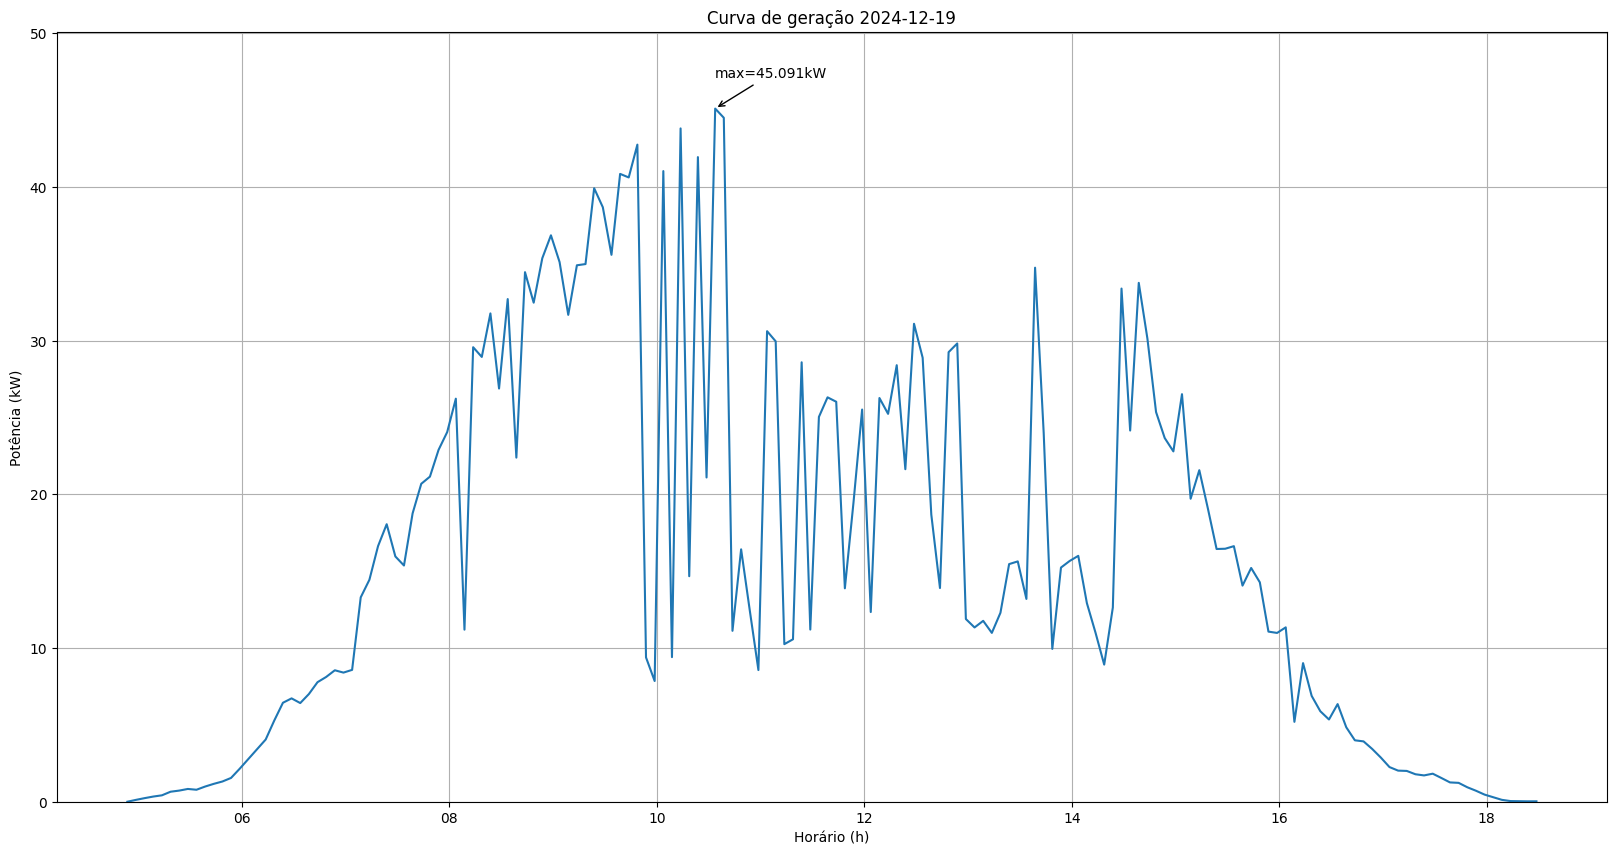 Curva de geração 2024-12-19
max=45.091kW
Potência (kW)
50
40
30
20
10
0
06 08 10 12 14 16 18
Horário (h)